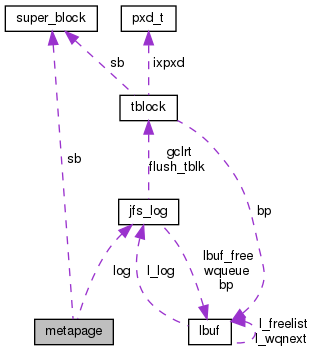 super_block
pxd_t
sb
ixpxd
tblock
gclrt
flush_tblk
sb
bp
jfs_log
lbuf_free
wqueue
bp
log
l_log
metapage
lbuf
l_freelist
l_wqnext